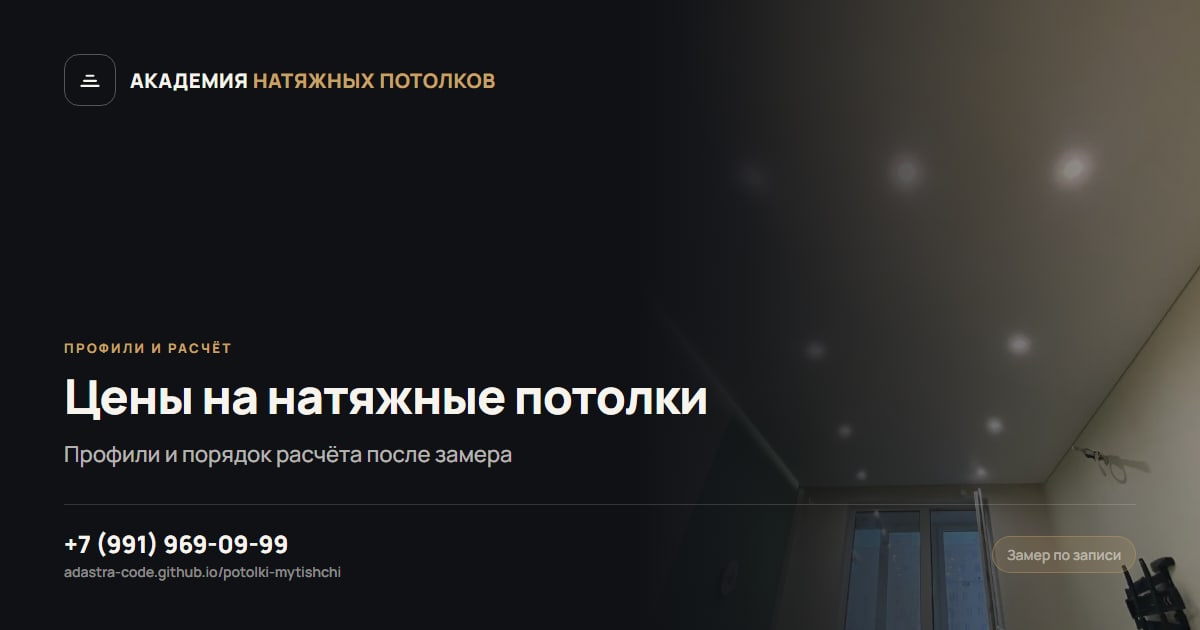 АКАДЕМИЯ НАТЯЖНЫХ ПОТОЛКОВ
ПРОФИЛИ И РАСЧЁТ
Цены на натяжные потолки
Профили и порядок расчёта после замера
+7 (991) 969-09-99
adastra-code.github.io/potolki-mytishchi
Замер по записи